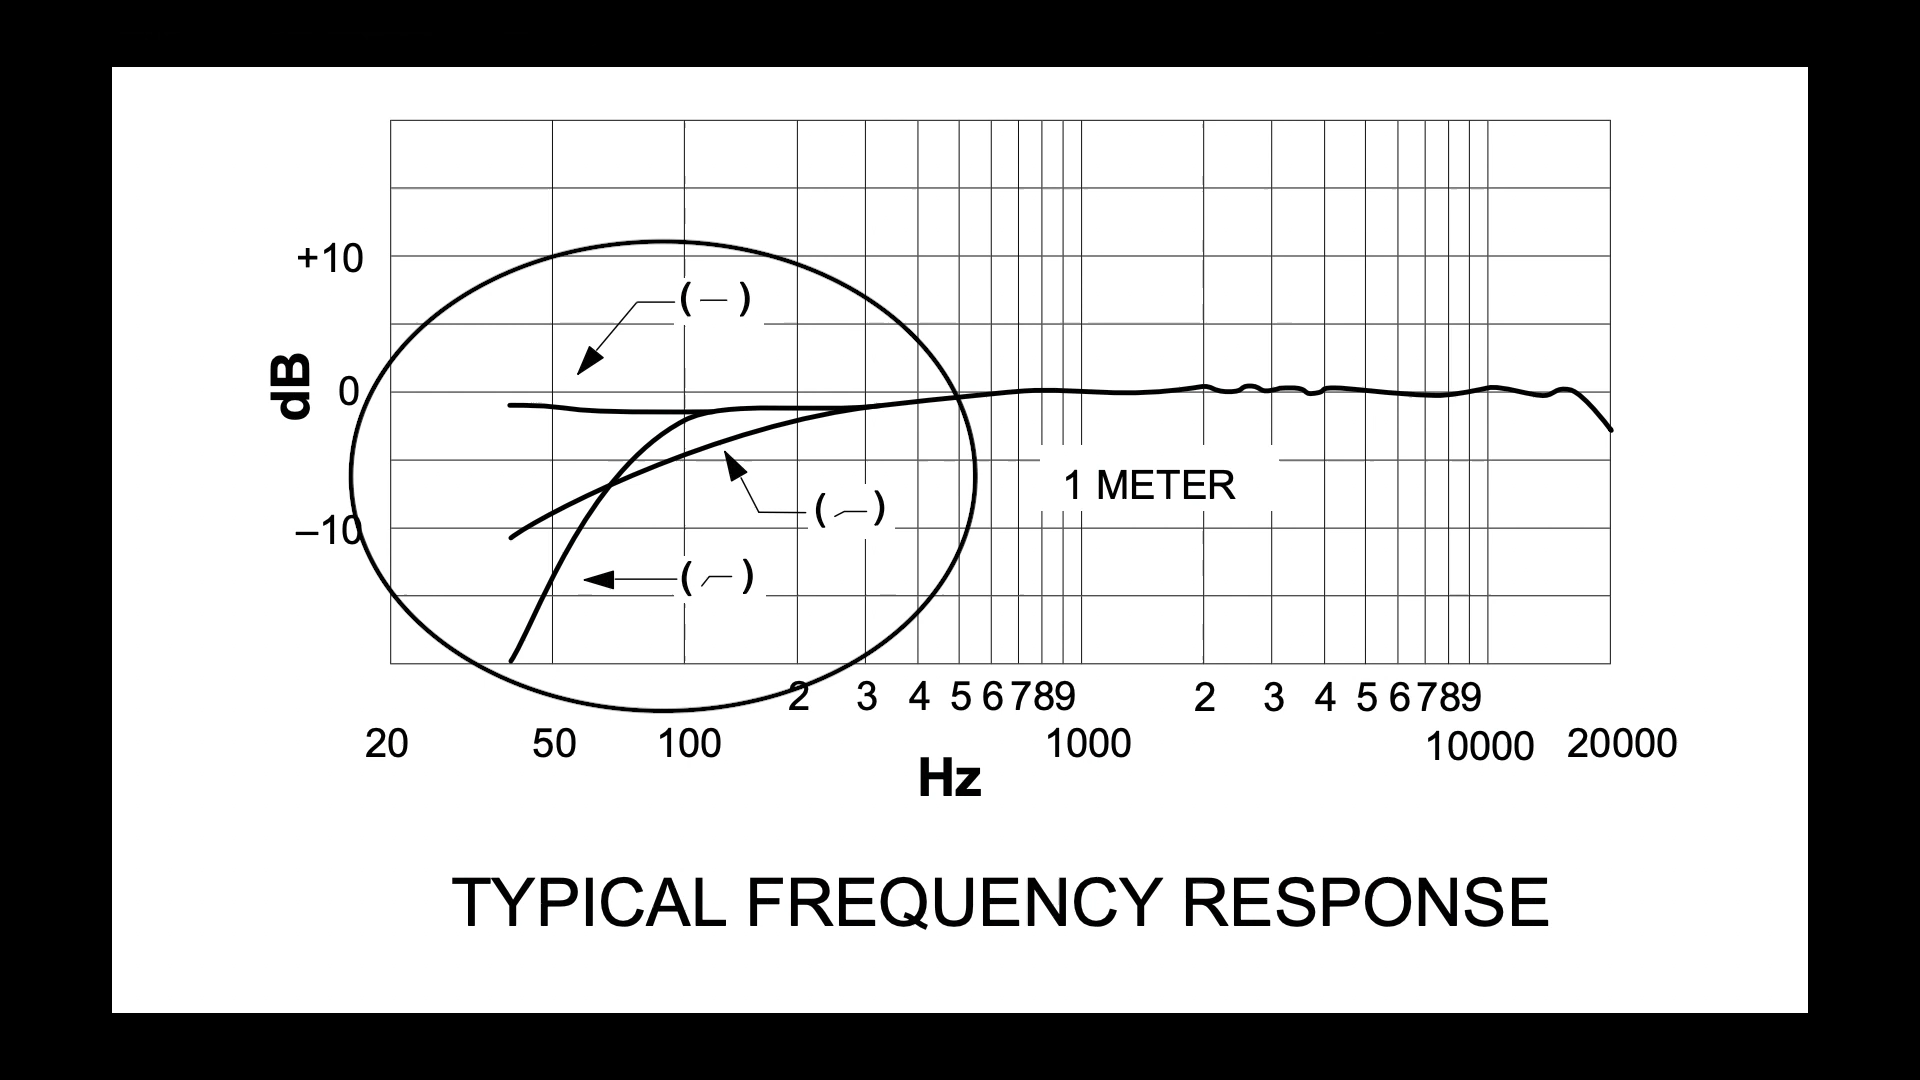 +10
( — )
dB
0
1 METER
( )
–10
( )
2 3 4 5 6 7 8 9 2 3 4 5 6 7 8 9
20 50 100 1000 10000 20000
Hz
TYPICAL FREQUENCY RESPONSE